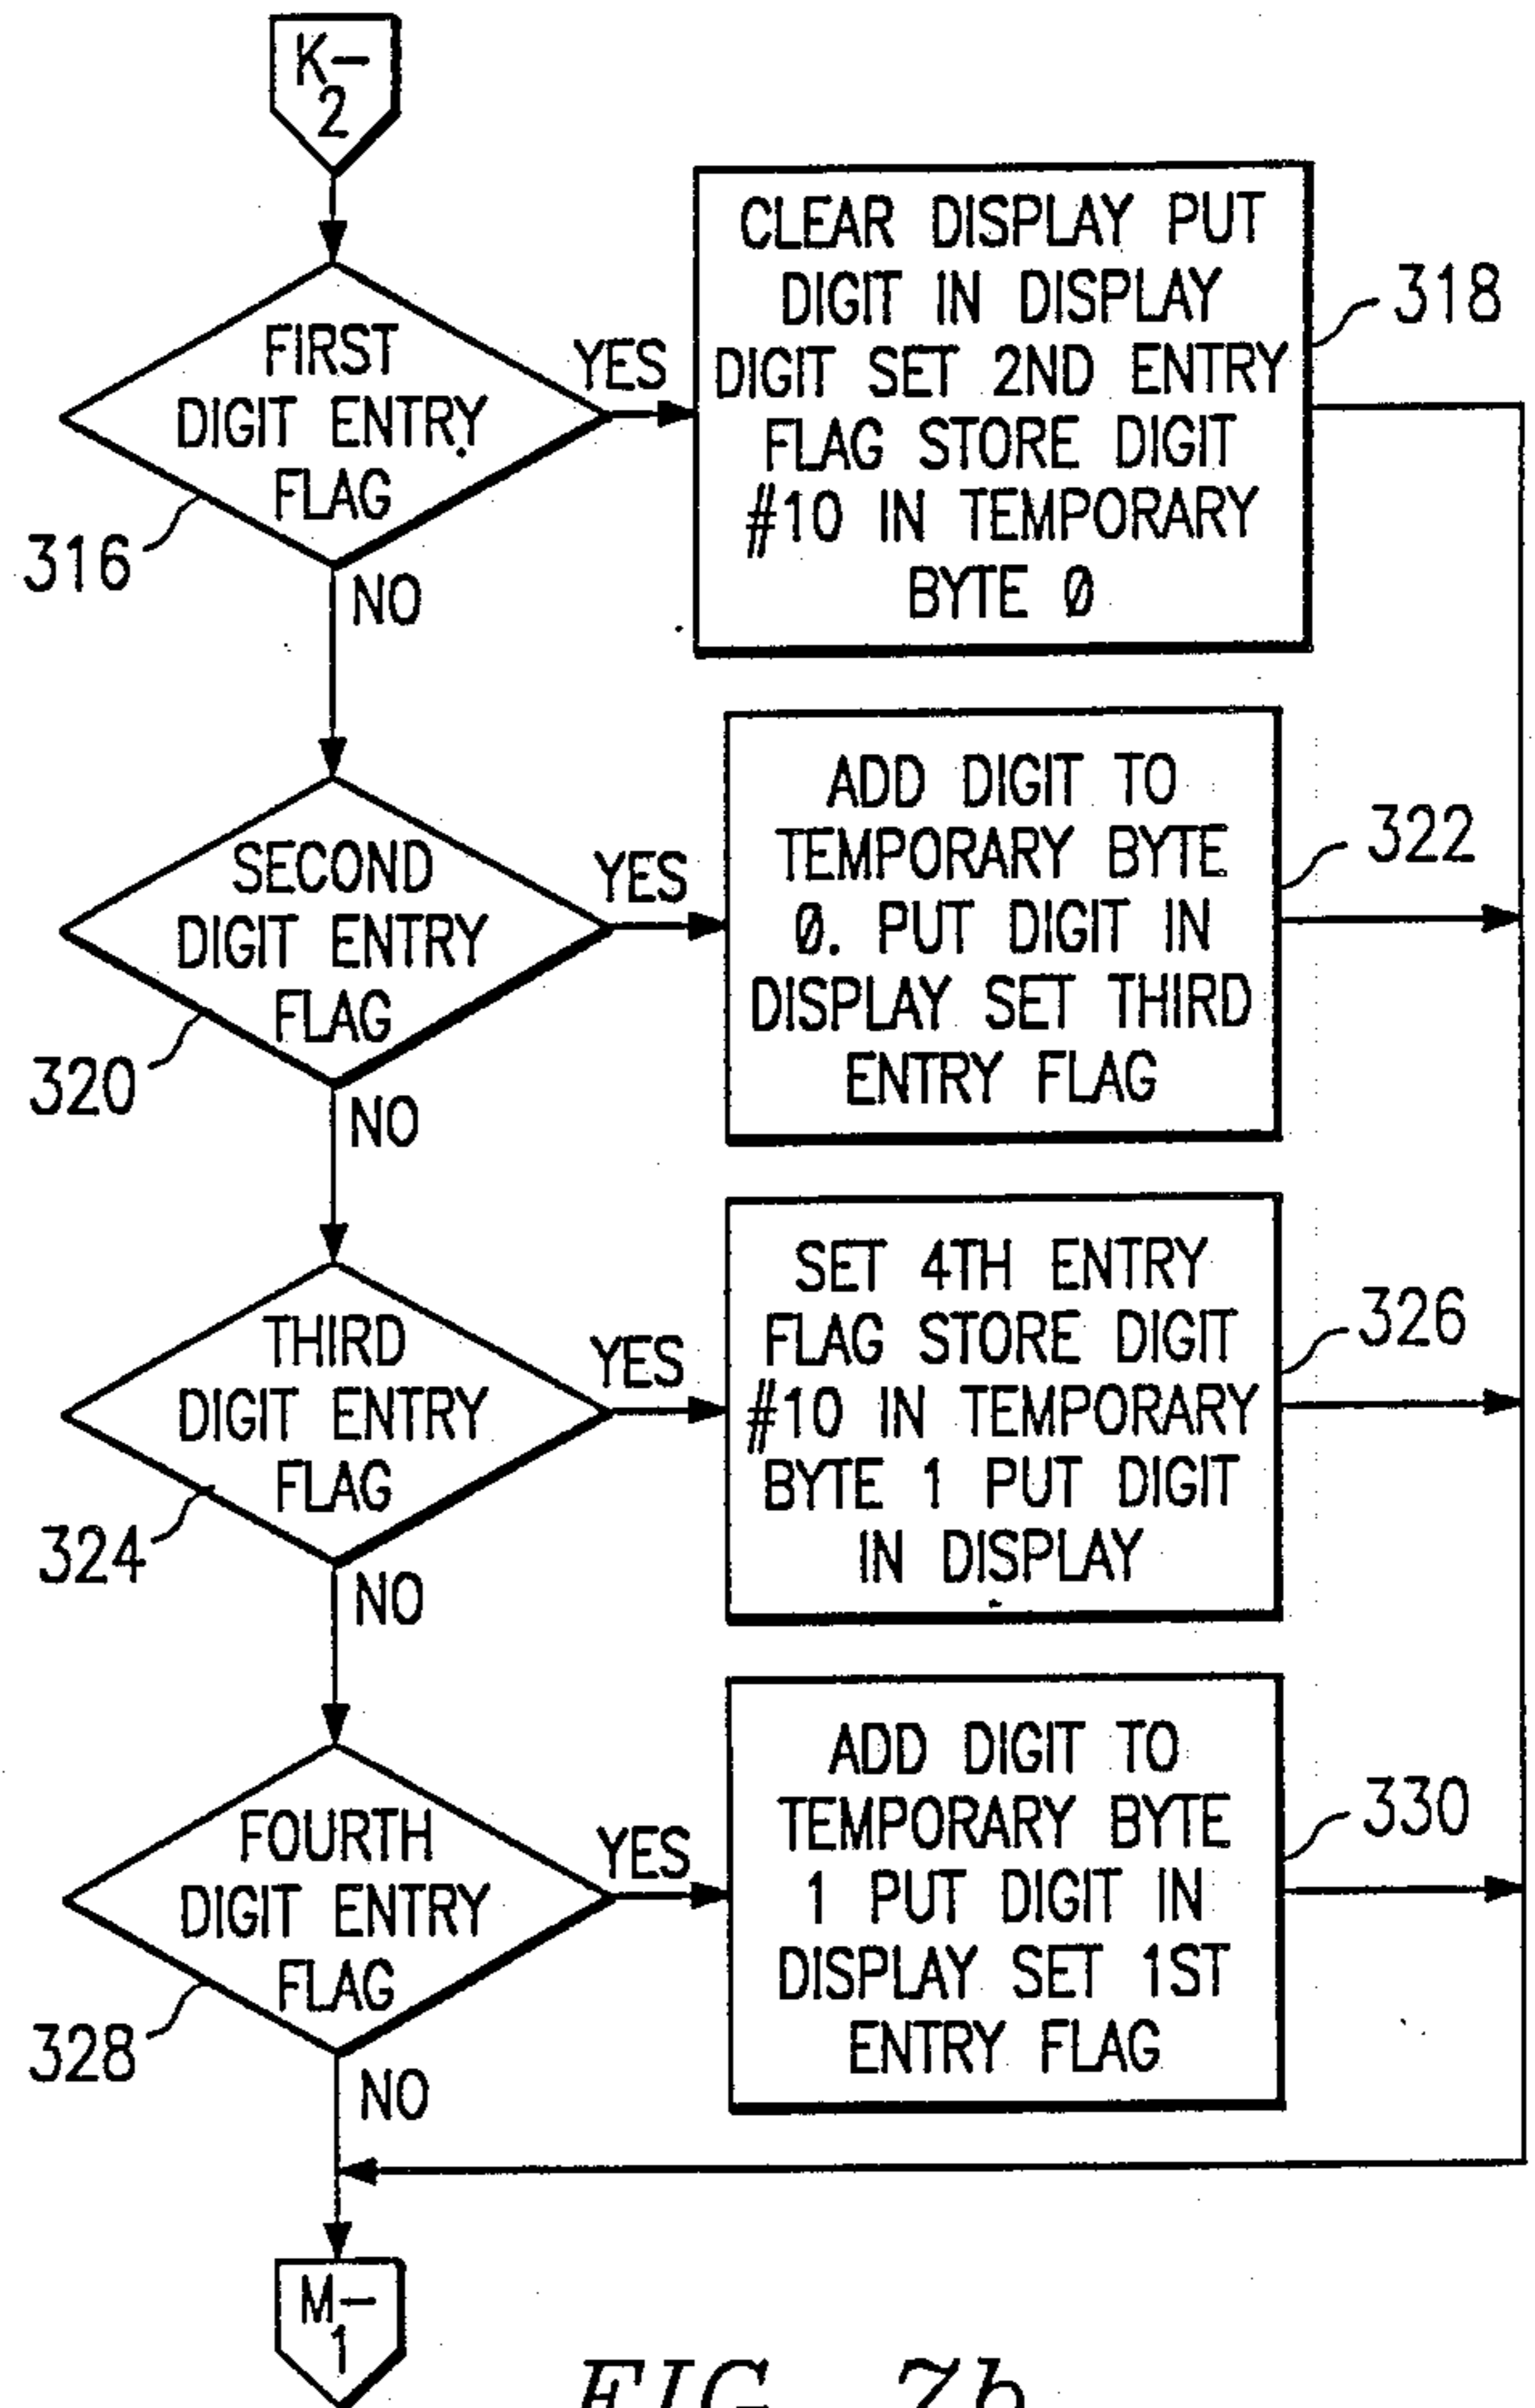 K-
2
FIRST
DIGIT ENTRY
FLAG
316
YES
NO
CLEAR DISPLAY PUT
DIGIT IN DISPLAY
DIGIT SET 2ND ENTRY
FLAG STORE DIGIT
#10 IN TEMPORARY
BYTE 0
318
SECOND
DIGIT ENTRY
FLAG
320
YES
NO
ADD DIGIT TO
TEMPORARY BYTE
0. PUT DIGIT IN
DISPLAY SET THIRD
ENTRY FLAG
322
THIRD
DIGIT ENTRY
FLAG
324
YES
NO
SET 4TH ENTRY
FLAG STORE DIGIT
#10 IN TEMPORARY
BYTE 1 PUT DIGIT
IN DISPLAY
326
FOURTH
DIGIT ENTRY
FLAG
328
YES
NO
ADD DIGIT TO
TEMPORARY BYTE
1 PUT DIGIT IN
DISPLAY SET 1ST
ENTRY FLAG
330
M-
1
FIG. 7b